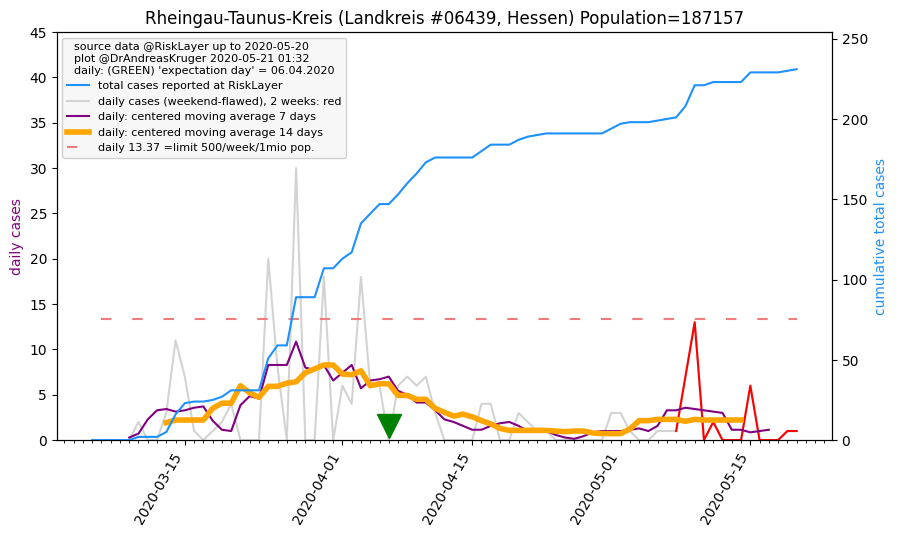 Rheingau-Taunus-Kreis (Landkreis #06439, Hessen) Population=187157
source data @RiskLayer up to 2020-05-20
plot @DrAndreasKruger 2020-05-21 01:32
daily: (GREEN) 'expectation day' = 06.04.2020
total cases reported at RiskLayer
daily cases (weekend-flawed), 2 weeks: red
daily: centered moving average 7 days
daily: centered moving average 14 days
daily 13.37 =limit 500/week/1mio pop.
daily cases
45
40
35
30
25
20
15
10
5
0
cumulative total cases
250
200
150
100
50
0
2020-03-15
2020-04-01
2020-04-15
2020-05-01
2020-05-15